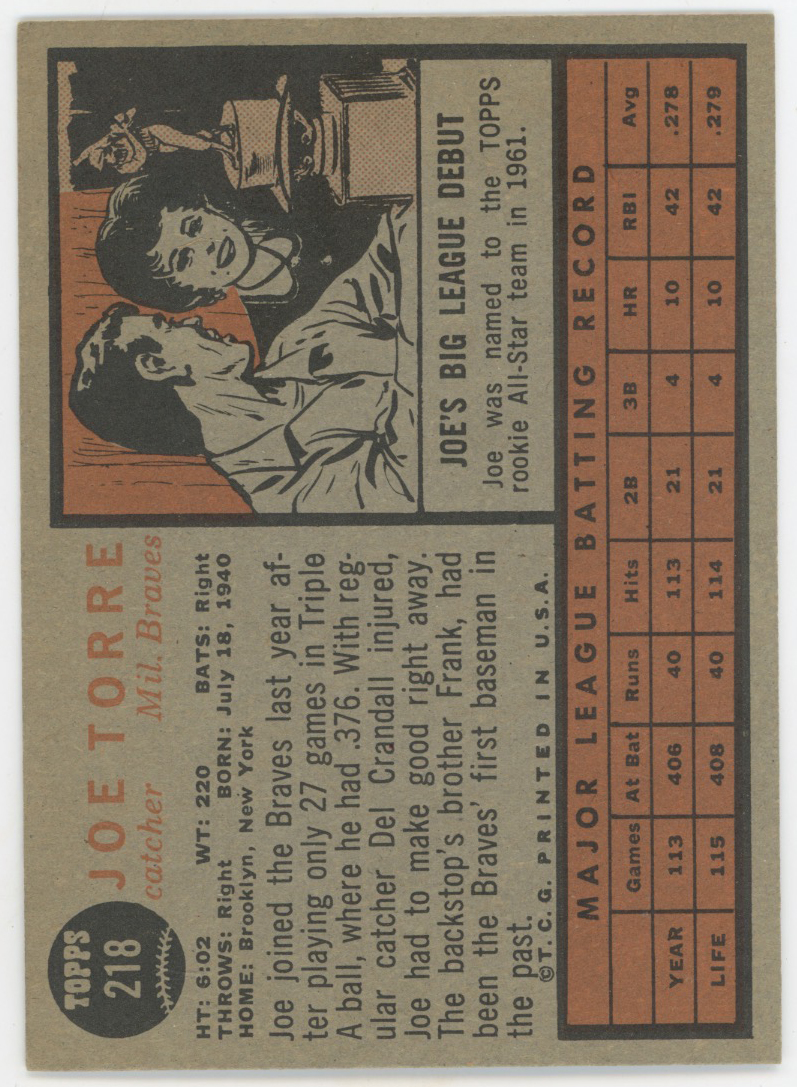 TOPPS
218
JOE TORRE
catcher Mil. Braves
HT: 6:02 WT: 220 BATS: Right
THROWS: Right BORN: July 18, 1940
HOME: Brooklyn, New York
Joe joined the Braves last year af-
ter playing only 27 games in Triple
A ball, where he had .376. With reg-
ular catcher Del Crandall injured,
Joe had to make good right away.
The backstop's brother Frank, had
been the Braves' first baseman in
the past.
©T.C.G. PRINTED IN U.S.A.
JOE'S BIG LEAGUE DEBUT
Joe was named to the TOPPS
rookie All-Star team in 1961.
MAJOR LEAGUE BATTING RECORD
Games At Bat Runs Hits 2B 3B HR RBI Avg
YEAR 113 406 40 113 21 4 10 42 .278
LIFE 115 408 40 114 21 4 10 42 .279